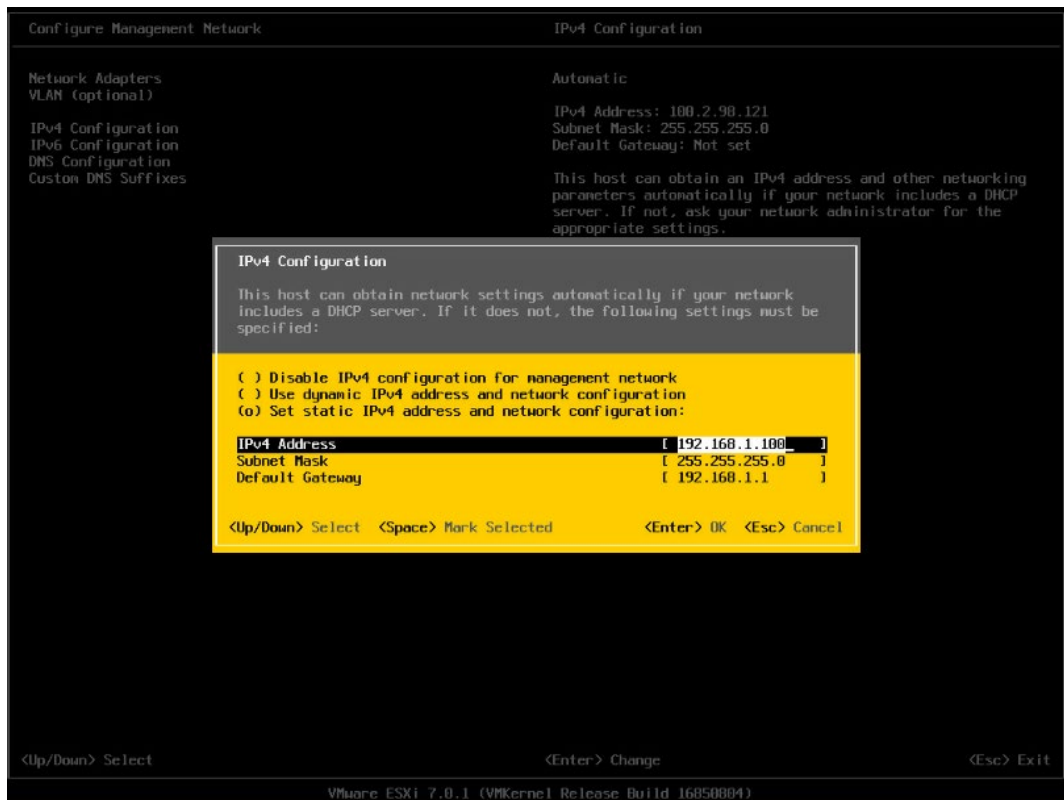 Configure Management Network
IPv4 Configuration
Network Adapters
VLAN (optional)
IPv4 Configuration
IPv6 Configuration
DNS Configuration
Custom DNS Suffixes
Automatic
IPv4 Address: 100.2.98.121
Subnet Mask: 255.255.255.0
Default Gateway: Not set
This host can obtain an IPv4 address and other networking
parameters automatically if your network includes a DHCP
server. If not, ask your network administrator for the
appropriate settings.
IPv4 Configuration
This host can obtain network settings automatically if your network
includes a DHCP server. If it does not, the following settings must be
specified:
( ) Disable IPv4 configuration for management network
( ) Use dynamic IPv4 address and network configuration
(o) Set static IPv4 address and network configuration:
IPv4 Address [ 192.168.1.100_ ]
Subnet Mask [ 255.255.255.0 ]
Default Gateway [ 192.168.1.1 ]
<Up/Down> Select <Space> Mark Selected <Enter> OK <Esc> Cancel
<Up/Down> Select <Enter> Change <Esc> Exit
VMware ESXi 7.0.1 (VMKernel Release Build 16850804)